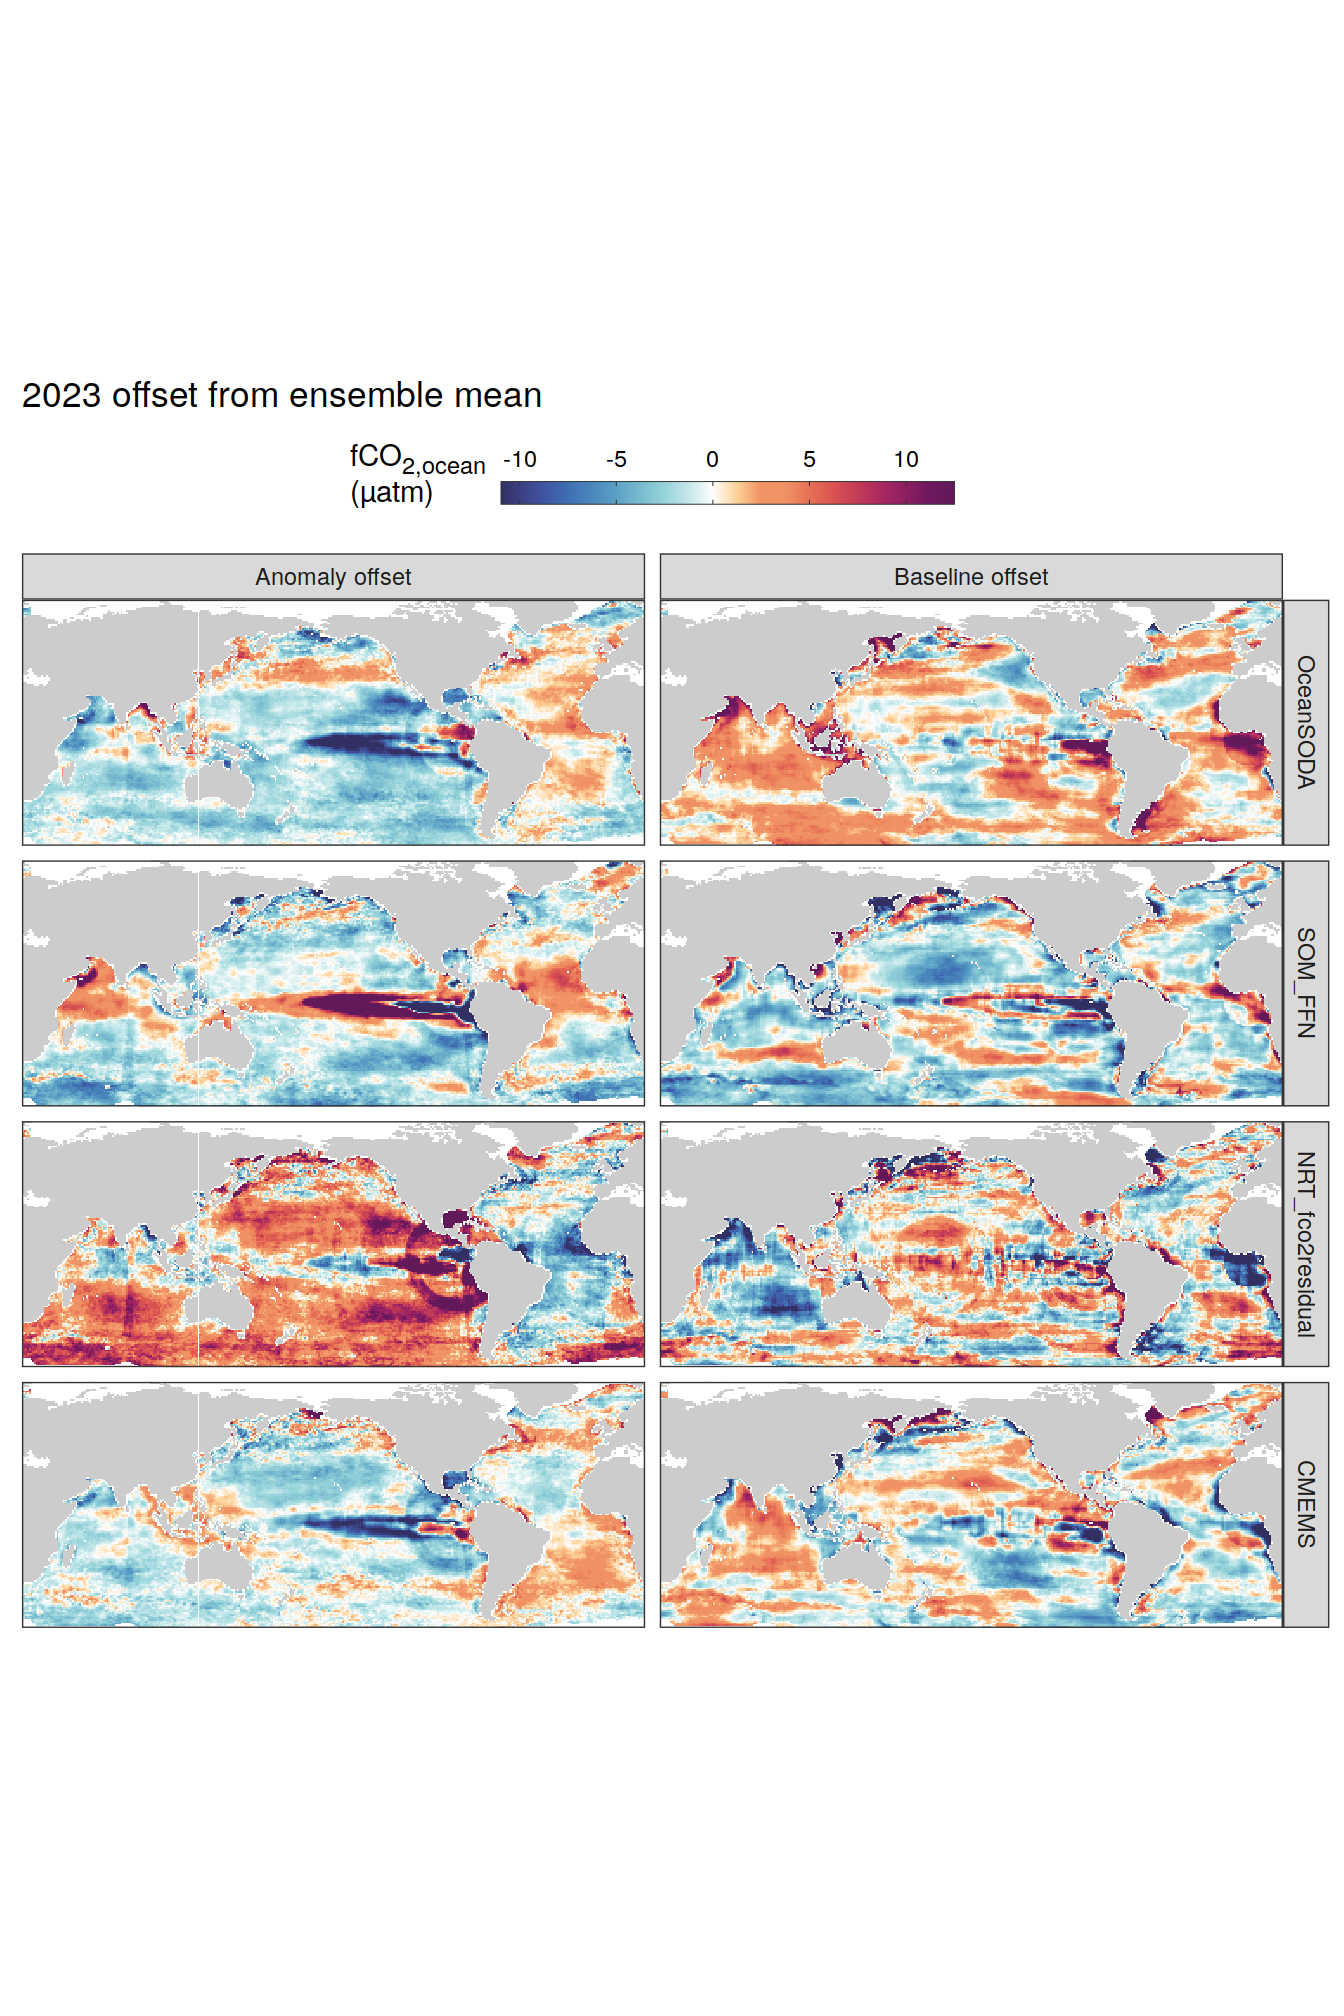 2023 offset from ensemble mean
fCO2,ocean
(µatm)
-10 -5 0 5 10
Anomaly offset
Baseline offset
OceanSODA
SOM_FFN
NRT_fco2residual
CMEMS